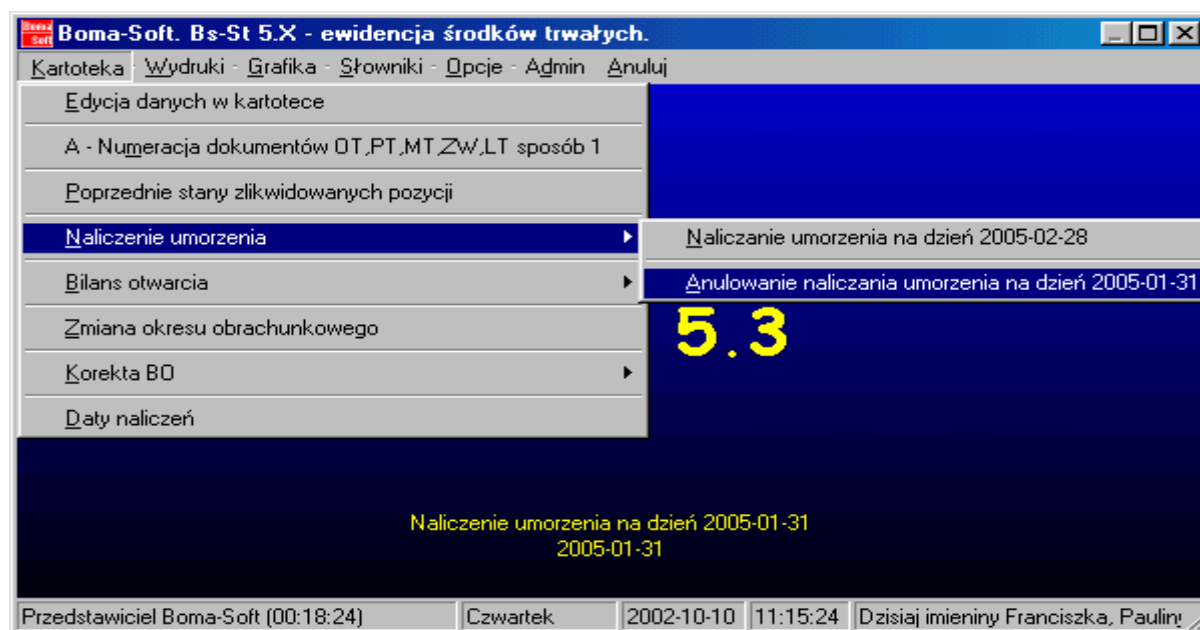 Boma Soft Boma-Soft. Bs-St 5.X - ewidencja środków trwałych.
Kartoteka - Wydruki - Grafika - Słowniki - Opcje - Admin Anuluj
Edycja danych w kartotece
A - Numeracja dokumentów OT,PT,MT,ZW,LT sposób 1
Poprzednie stany zlikwidowanych pozycji
Naliczenie umorzenia
Naliczanie umorzenia na dzień 2005-02-28
Bilans otwarcia
Anulowanie naliczania umorzenia na dzień 2005-01-31
Zmiana okresu obrachunkowego
5.3
Korekta BO
Daty naliczeń
Naliczenie umorzenia na dzień 2005-01-31
2005-01-31
Przedstawiciel Boma-Soft (00:18:24) Czwartek 2002-10-10 11:15:24 Dzisiaj imieniny Franciszka,